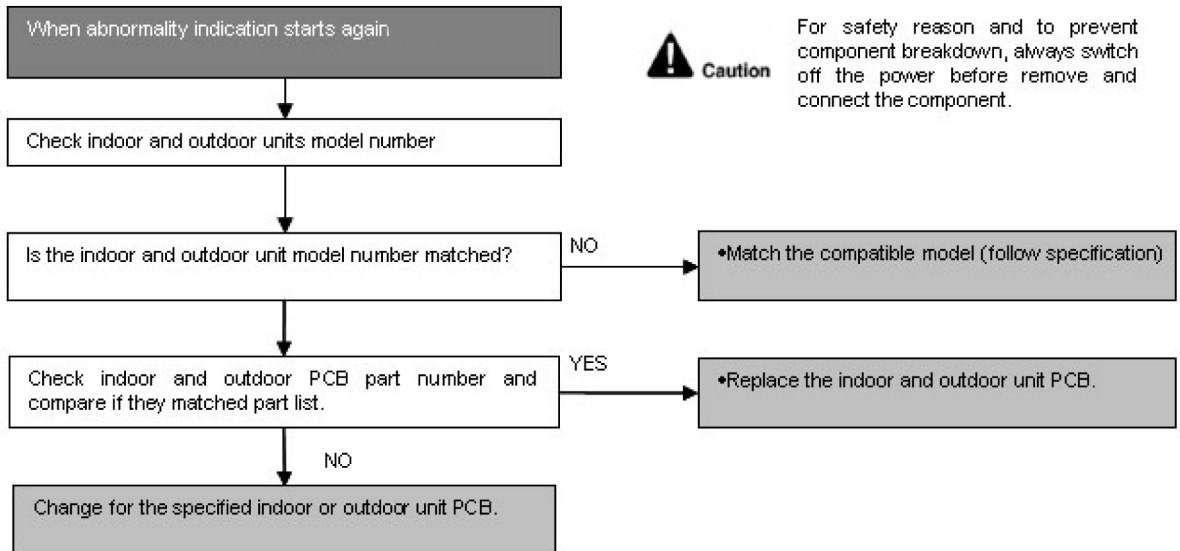 When abnormality indication starts again
For safety reason and to prevent
component breakdown, always switch
off the power before remove and
connect the component.
Caution
Check indoor and outdoor units model number
Is the indoor and outdoor unit model number matched?
NO
•Match the compatible model (follow specification)
Check indoor and outdoor PCB part number and
compare if they matched part list.
YES
•Replace the indoor and outdoor unit PCB.
NO
Change for the specified indoor or outdoor unit PCB.